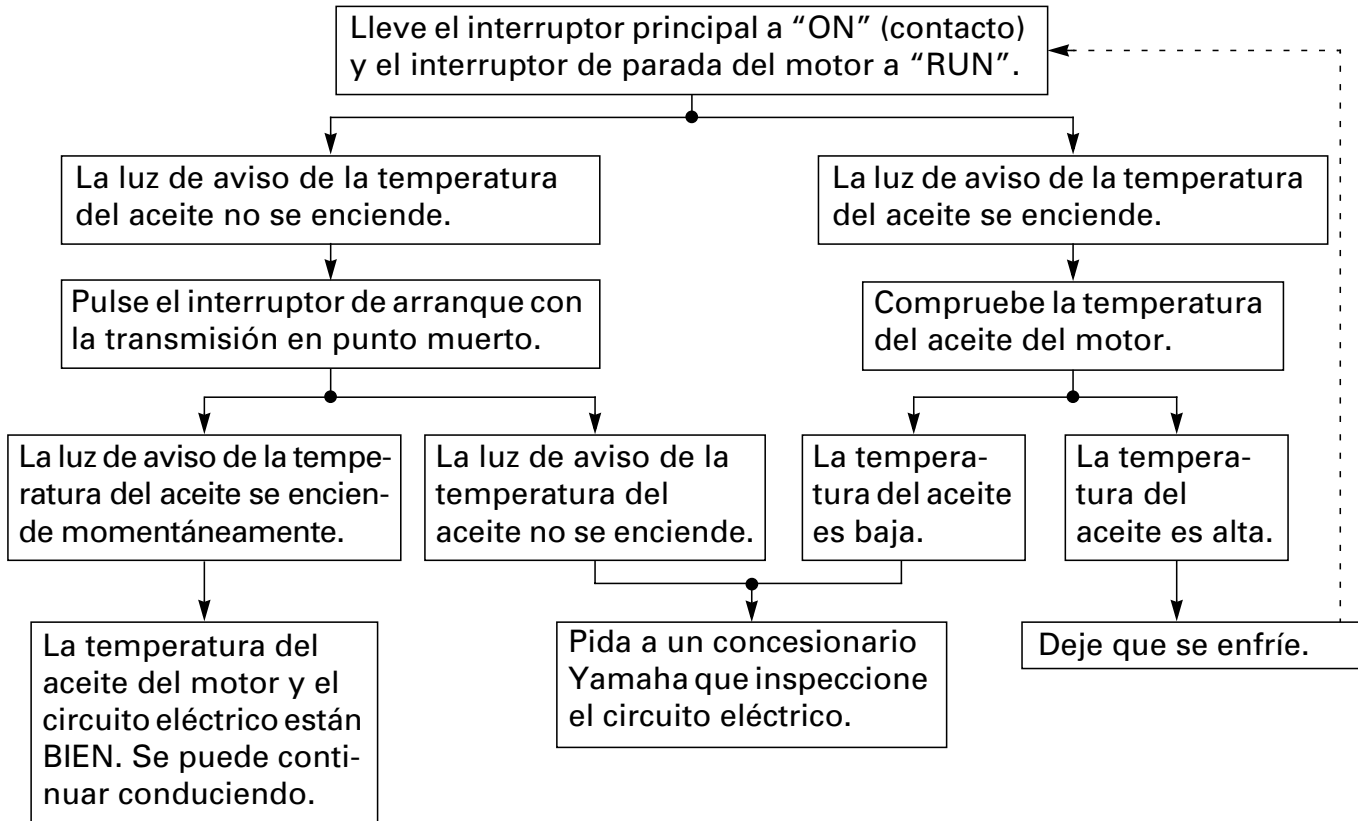 Lleve el interruptor principal a “ON” (contacto)
y el interruptor de parada del motor a “RUN”.
La luz de aviso de la temperatura
del aceite no se enciende.
La luz de aviso de la temperatura
del aceite se enciende.
Pulse el interruptor de arranque con
la transmisión en punto muerto.
Compruebe la temperatura
del aceite del motor.
La luz de aviso de la tempe-
ratura del aceite se encien-
de momentáneamente.
La luz de aviso de la
temperatura del
aceite no se enciende.
La tempera-
tura del aceite
es baja.
La tempera-
tura del
aceite es alta.
La temperatura del
aceite del motor y el
circuito eléctrico están
BIEN. Se puede conti-
nuar conduciendo.
Pida a un concesionario
Yamaha que inspeccione
el circuito eléctrico.
Deje que se enfríe.